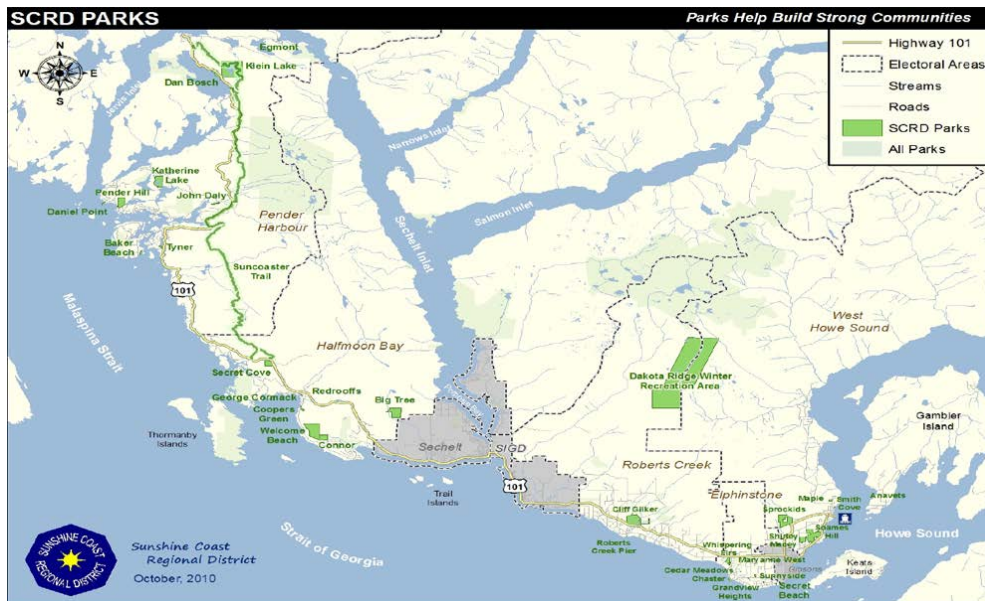 SCRD PARKS
Parks Help Build Strong Communities
N
W
E
S
Highway 101
Electoral Areas
Streams
Roads
SCRD Parks
All Parks
Egmont
Klein Lake
Dan Bosch
Jervis Inlet
Narrows Inlet
Katherine
Lake
Pender Hill
John Daly
Daniel Point
Pender
Harbour
Salmon Inlet
Sechelt Inlet
Baker
Beach
Tyner
Suncoaster
Trail
101
Malaspina Strait
West
Howe Sound
Halfmoon Bay
Secret Cove
Dakota Ridge Winter
Recreation Area
George Cormack
Redrooffs
Big Tree
Coopers
Green
Welcome
Beach
Connor
Thormanby
Islands
Gambier
Island
Sechelt
SIGD
Trail
Islands
101
Roberts Creek
Elphinstone
Cliff Gilker
Roberts
Creek Pier
Maple
Smith
Cove
Anavets
Sprockids
Shirley
Macey
Soames
Hill
Howe Sound
Whispering
Firs
Maryanne West
Gibsons
Keats
Island
Cedar Meadows
Chaster
Sunnyside
Grandview
Heights
Secret
Beach
Strait of Georgia
SUNSHINE COAST
REGIONAL DISTRICT
Sunshine Coast
Regional District
October, 2010